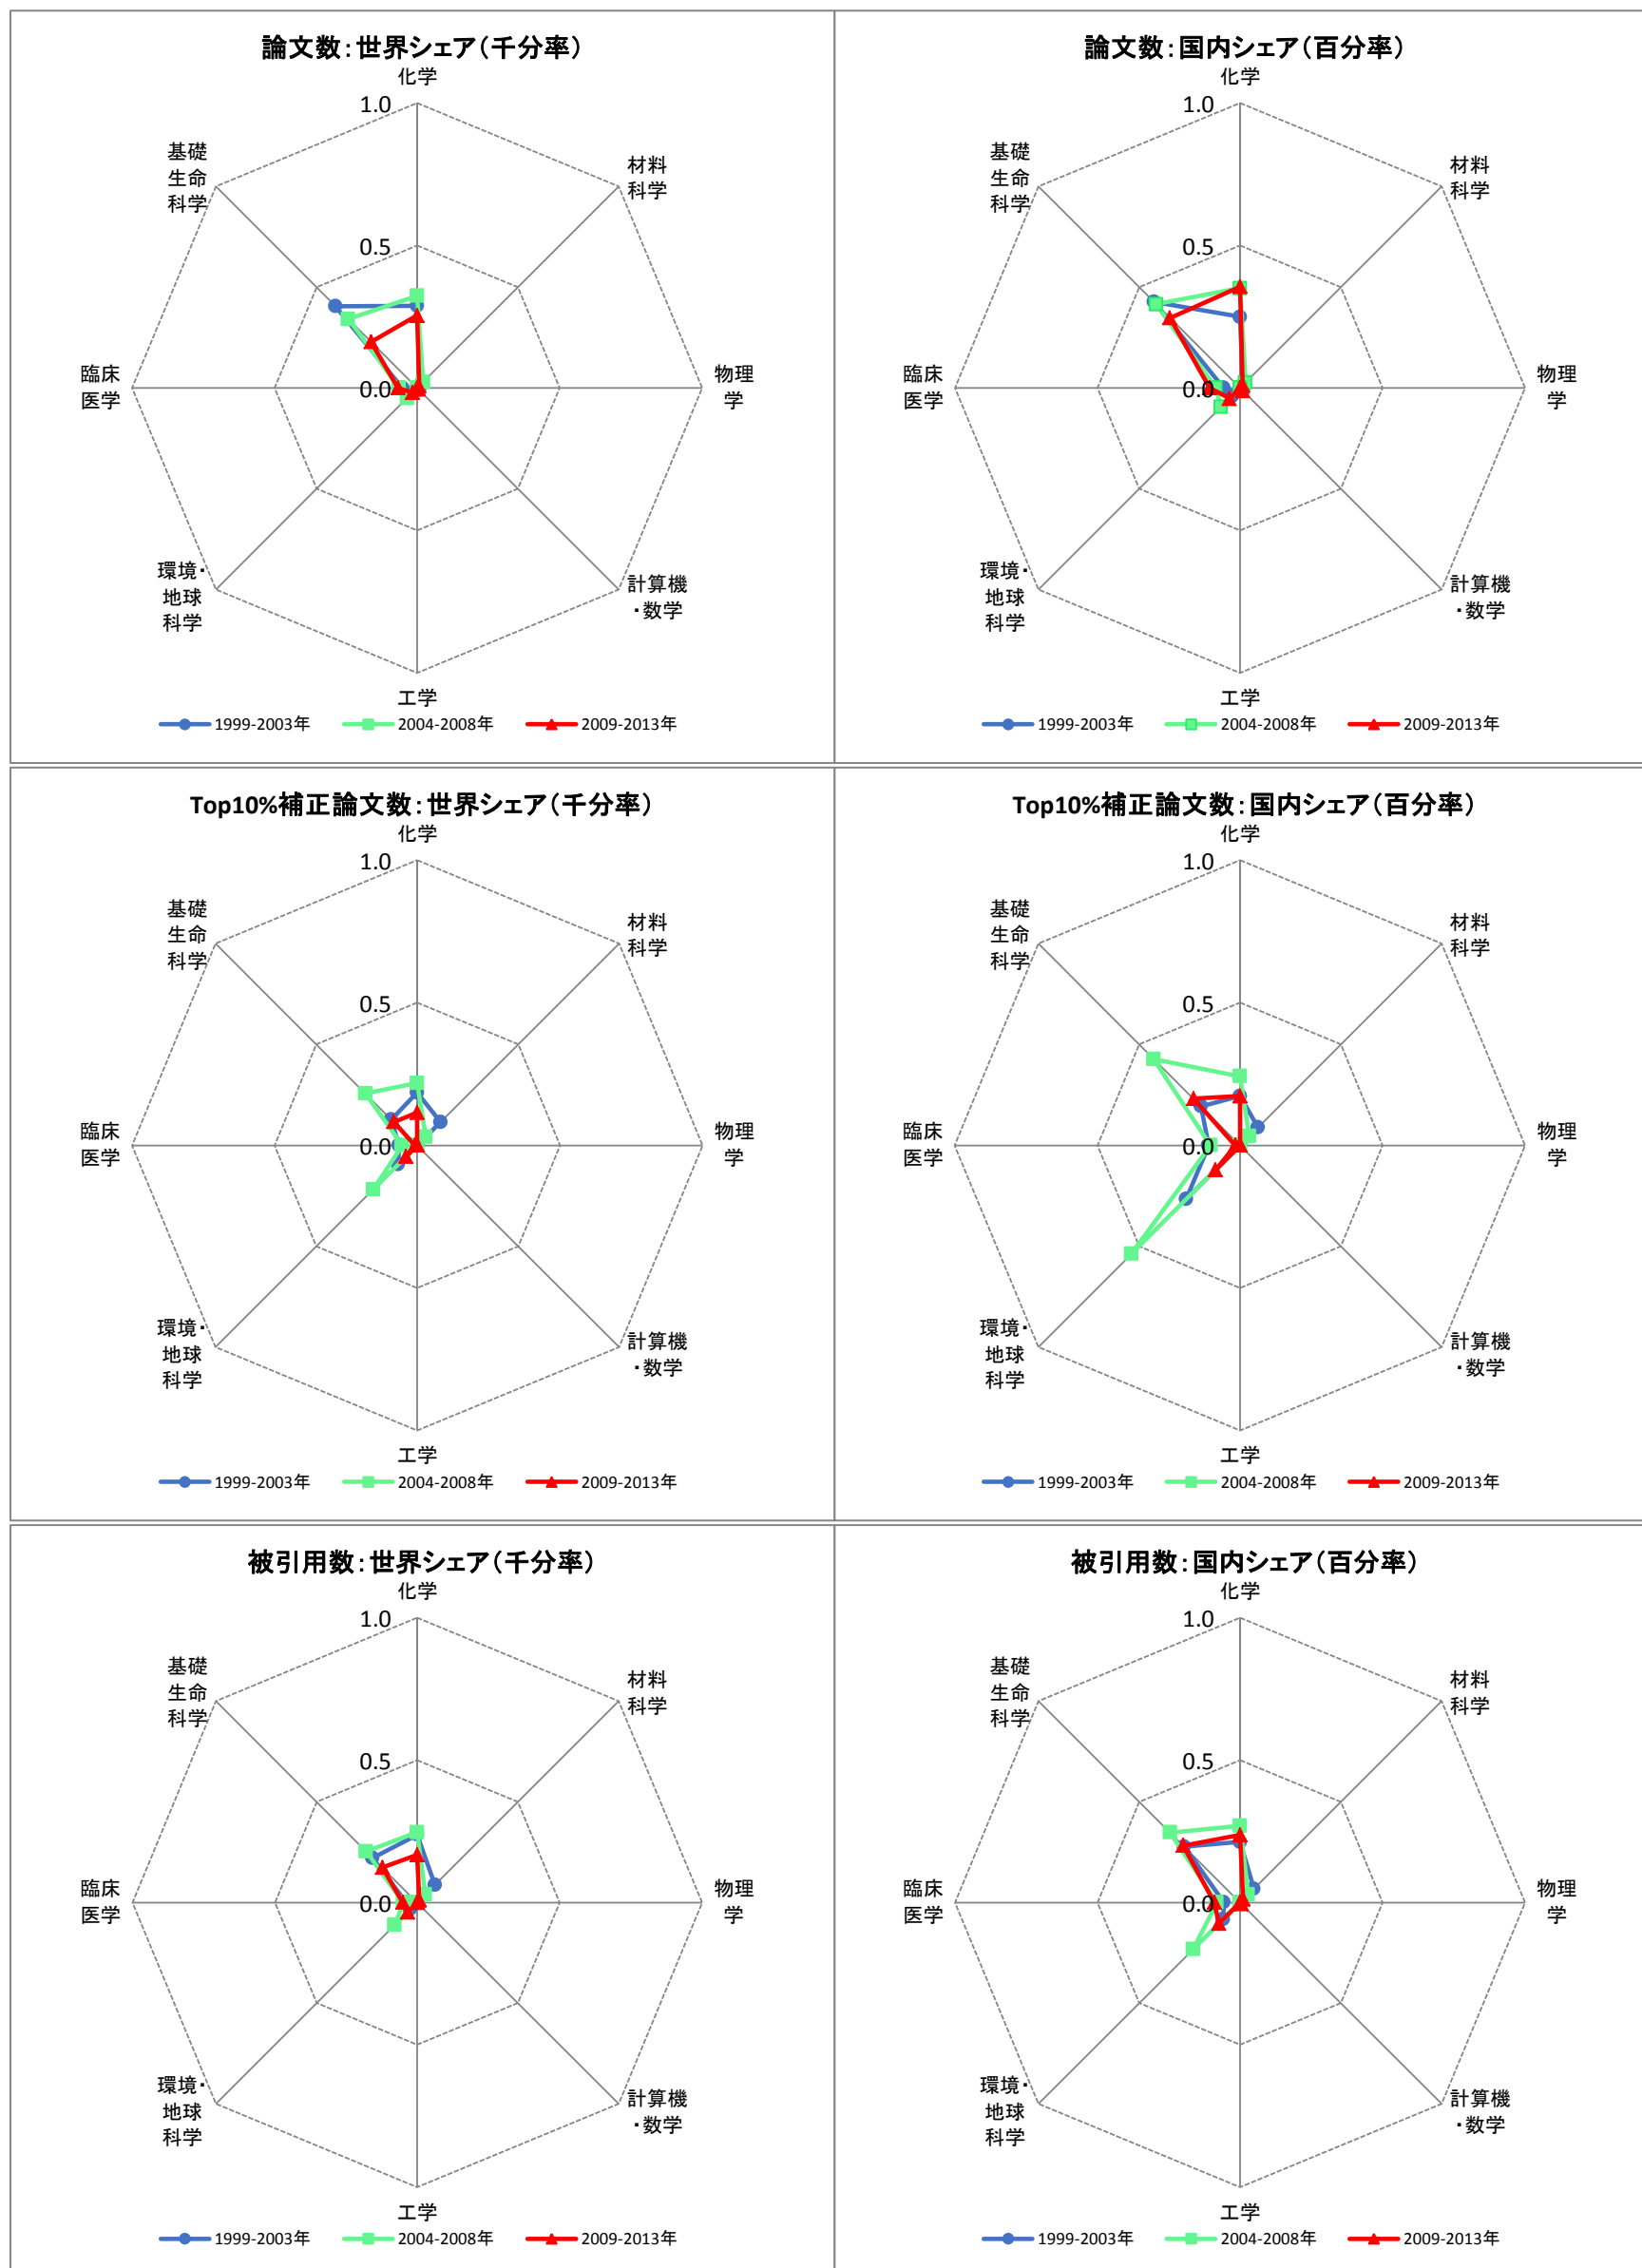 論文数：世界シェア（千分率）
化学
1.0
基礎
生命
科学
材料
科学
0.5
臨床
医学
0.0
物理
学
環境・
地球
科学
計算機
・数学
工学
1999-2003年
2004-2008年
2009-2013年
論文数：国内シェア（百分率）
化学
1.0
基礎
生命
科学
材料
科学
0.5
臨床
医学
0.0
物理
学
環境・
地球
科学
計算機
・数学
工学
1999-2003年
2004-2008年
2009-2013年
Top10%補正論文数：世界シェア（千分率）
化学
1.0
基礎
生命
科学
材料
科学
0.5
臨床
医学
0.0
物理
学
環境・
地球
科学
計算機
・数学
工学
1999-2003年
2004-2008年
2009-2013年
Top10%補正論文数：国内シェア（百分率）
化学
1.0
基礎
生命
科学
材料
科学
0.5
臨床
医学
0.0
物理
学
環境・
地球
科学
計算機
・数学
工学
1999-2003年
2004-2008年
2009-2013年
被引用数：世界シェア（千分率）
化学
1.0
基礎
生命
科学
材料
科学
0.5
臨床
医学
0.0
物理
学
環境・
地球
科学
計算機
・数学
工学
1999-2003年
2004-2008年
2009-2013年
被引用数：国内シェア（百分率）
化学
1.0
基礎
生命
科学
材料
科学
0.5
臨床
医学
0.0
物理
学
環境・
地球
科学
計算機
・数学
工学
1999-2003年
2004-2008年
2009-2013年